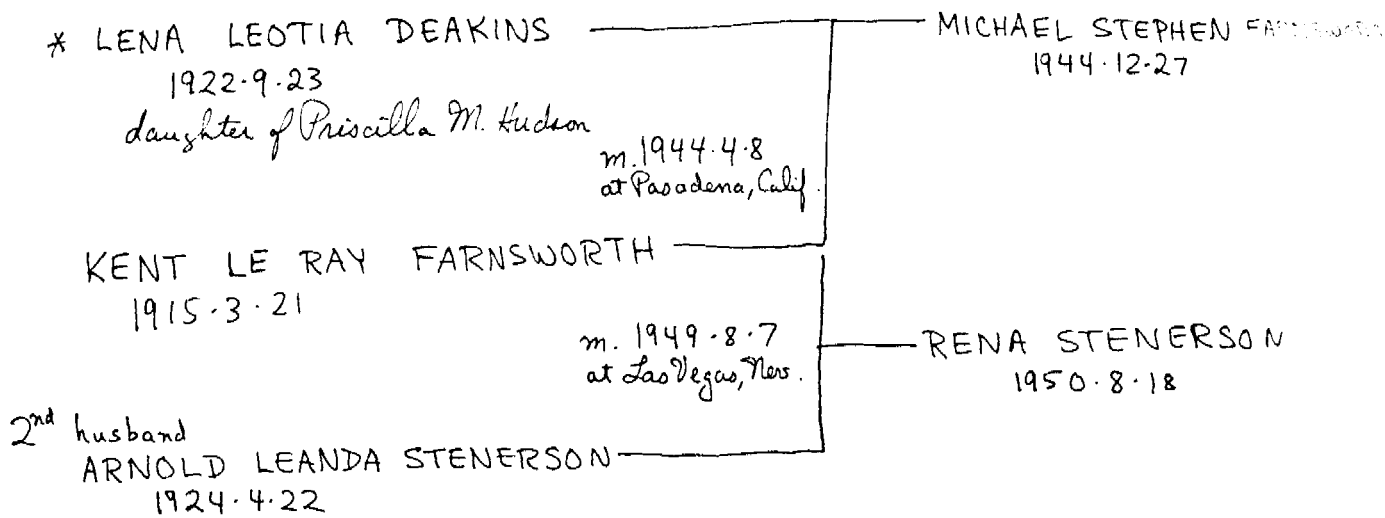 * LENA LEOTIA DEAKINS
1922.9.23
daughter of Priscilla M. Hudson
MICHAEL STEPHEN FARNSWORTH
1944.12.27
m. 1944.4.8
at Pasadena, Calif.
KENT LE RAY FARNSWORTH
1915.3.21
m. 1949.8.7
at Las Vegas, Nev.
RENA STENERSON
1950.8.18
2nd husband
ARNOLD LEANDA STENERSON
1924.4.22